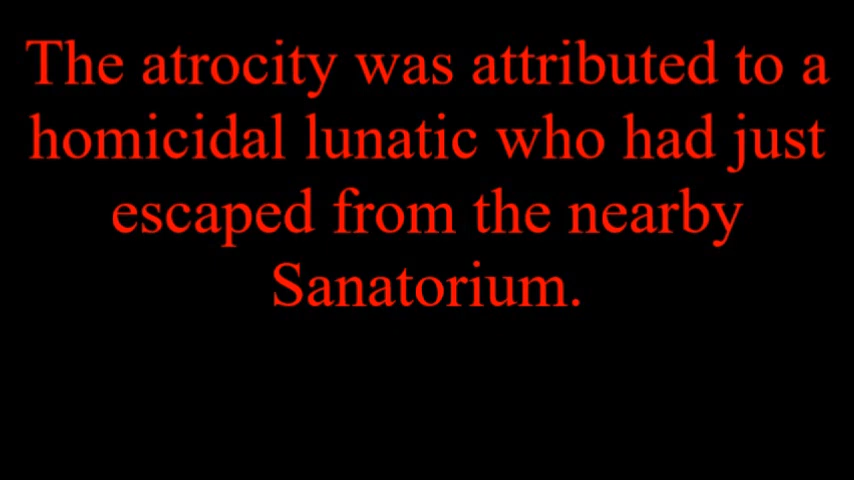 The atrocity was attributed to a
homicidal lunatic who had just
escaped from the nearby
Sanatorium.